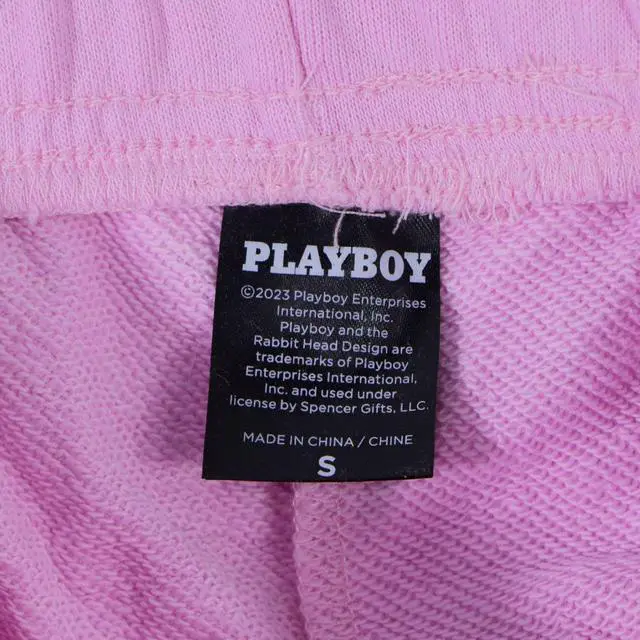 PLAYBOY
©2023 Playboy Enterprises
International, Inc.
Playboy and the
Rabbit Head Design are
trademarks of Playboy
Enterprises International,
Inc. and used under
license by Spencer Gifts, LLC.
MADE IN CHINA / CHINE
S